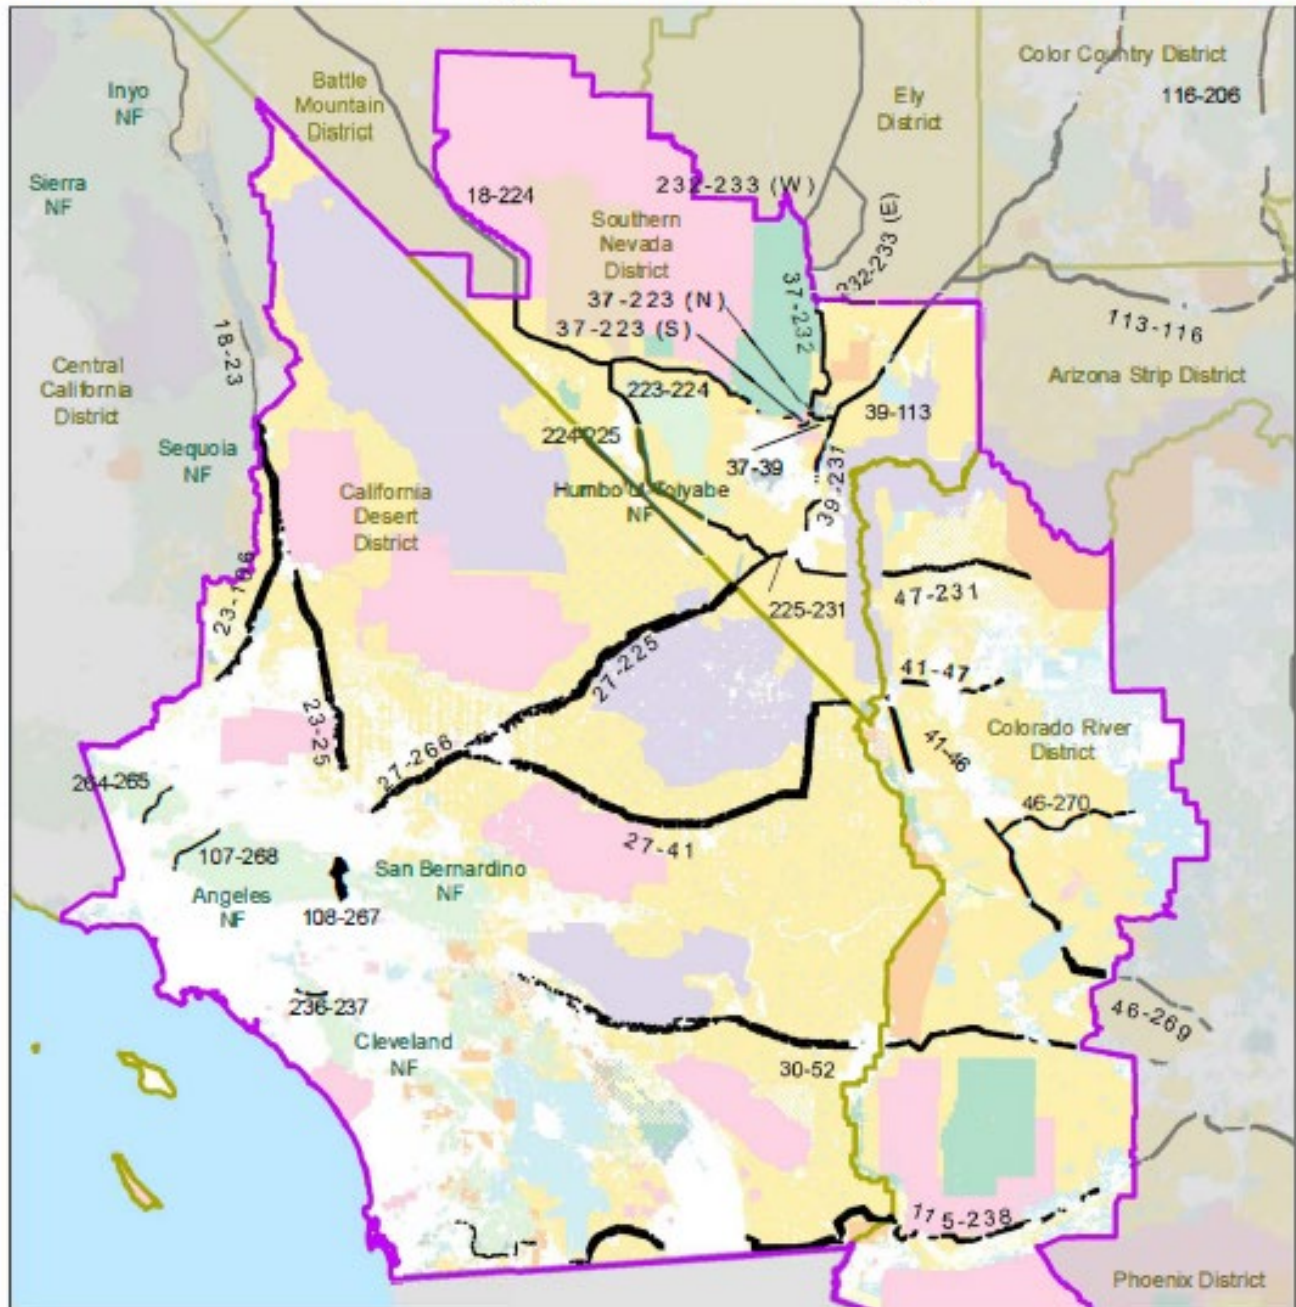 Color Country District
116-206
Battle
Mountain
District
Ely
District
Inyo
NF
Sierra
NF
18-224
232-233 (W)
Southern
Nevada
District
232-233 (E)
37-223 (N)
37-223 (S)
37-232
113-116
18-23
Central
California
District
Arizona Strip District
223-224
39-113
224-225
Sequoia
NF
37-39
39-231
California
Desert
District
Humboldt-Toiyabe
NF
23-106
47-231
225-231
27-225
41-47
23-25
27-266
41-46
Colorado River
District
264-265
46-270
27-41
107-268
San Bernardino
NF
Angeles
NF
108-267
236-237
46-269
Cleveland
NF
30-52
115-238
Phoenix District